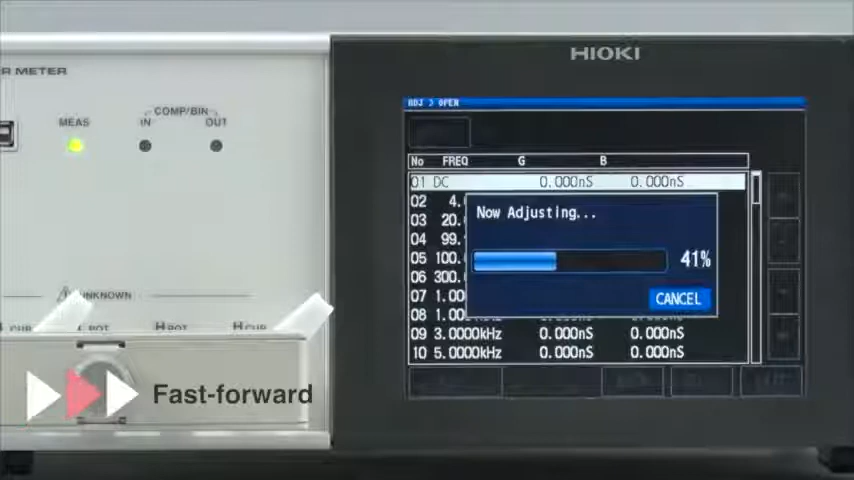 HIOKI
R METER
MEAS
COMP/BIN
IN
OUT
ADJ > OPEN
No FREQ G B
01 DC 0.000nS 0.000nS
02 4.
03 20.
04 99.
05 100.
06 300.
07 1.00
08 1.00
09 3.0000kHz 0.000nS 0.000nS
10 5.0000kHz 0.000nS 0.000nS
Now Adjusting...
41%
CANCEL
UNKNOWN
CUR POT HPOT HCUR
Fast-forward